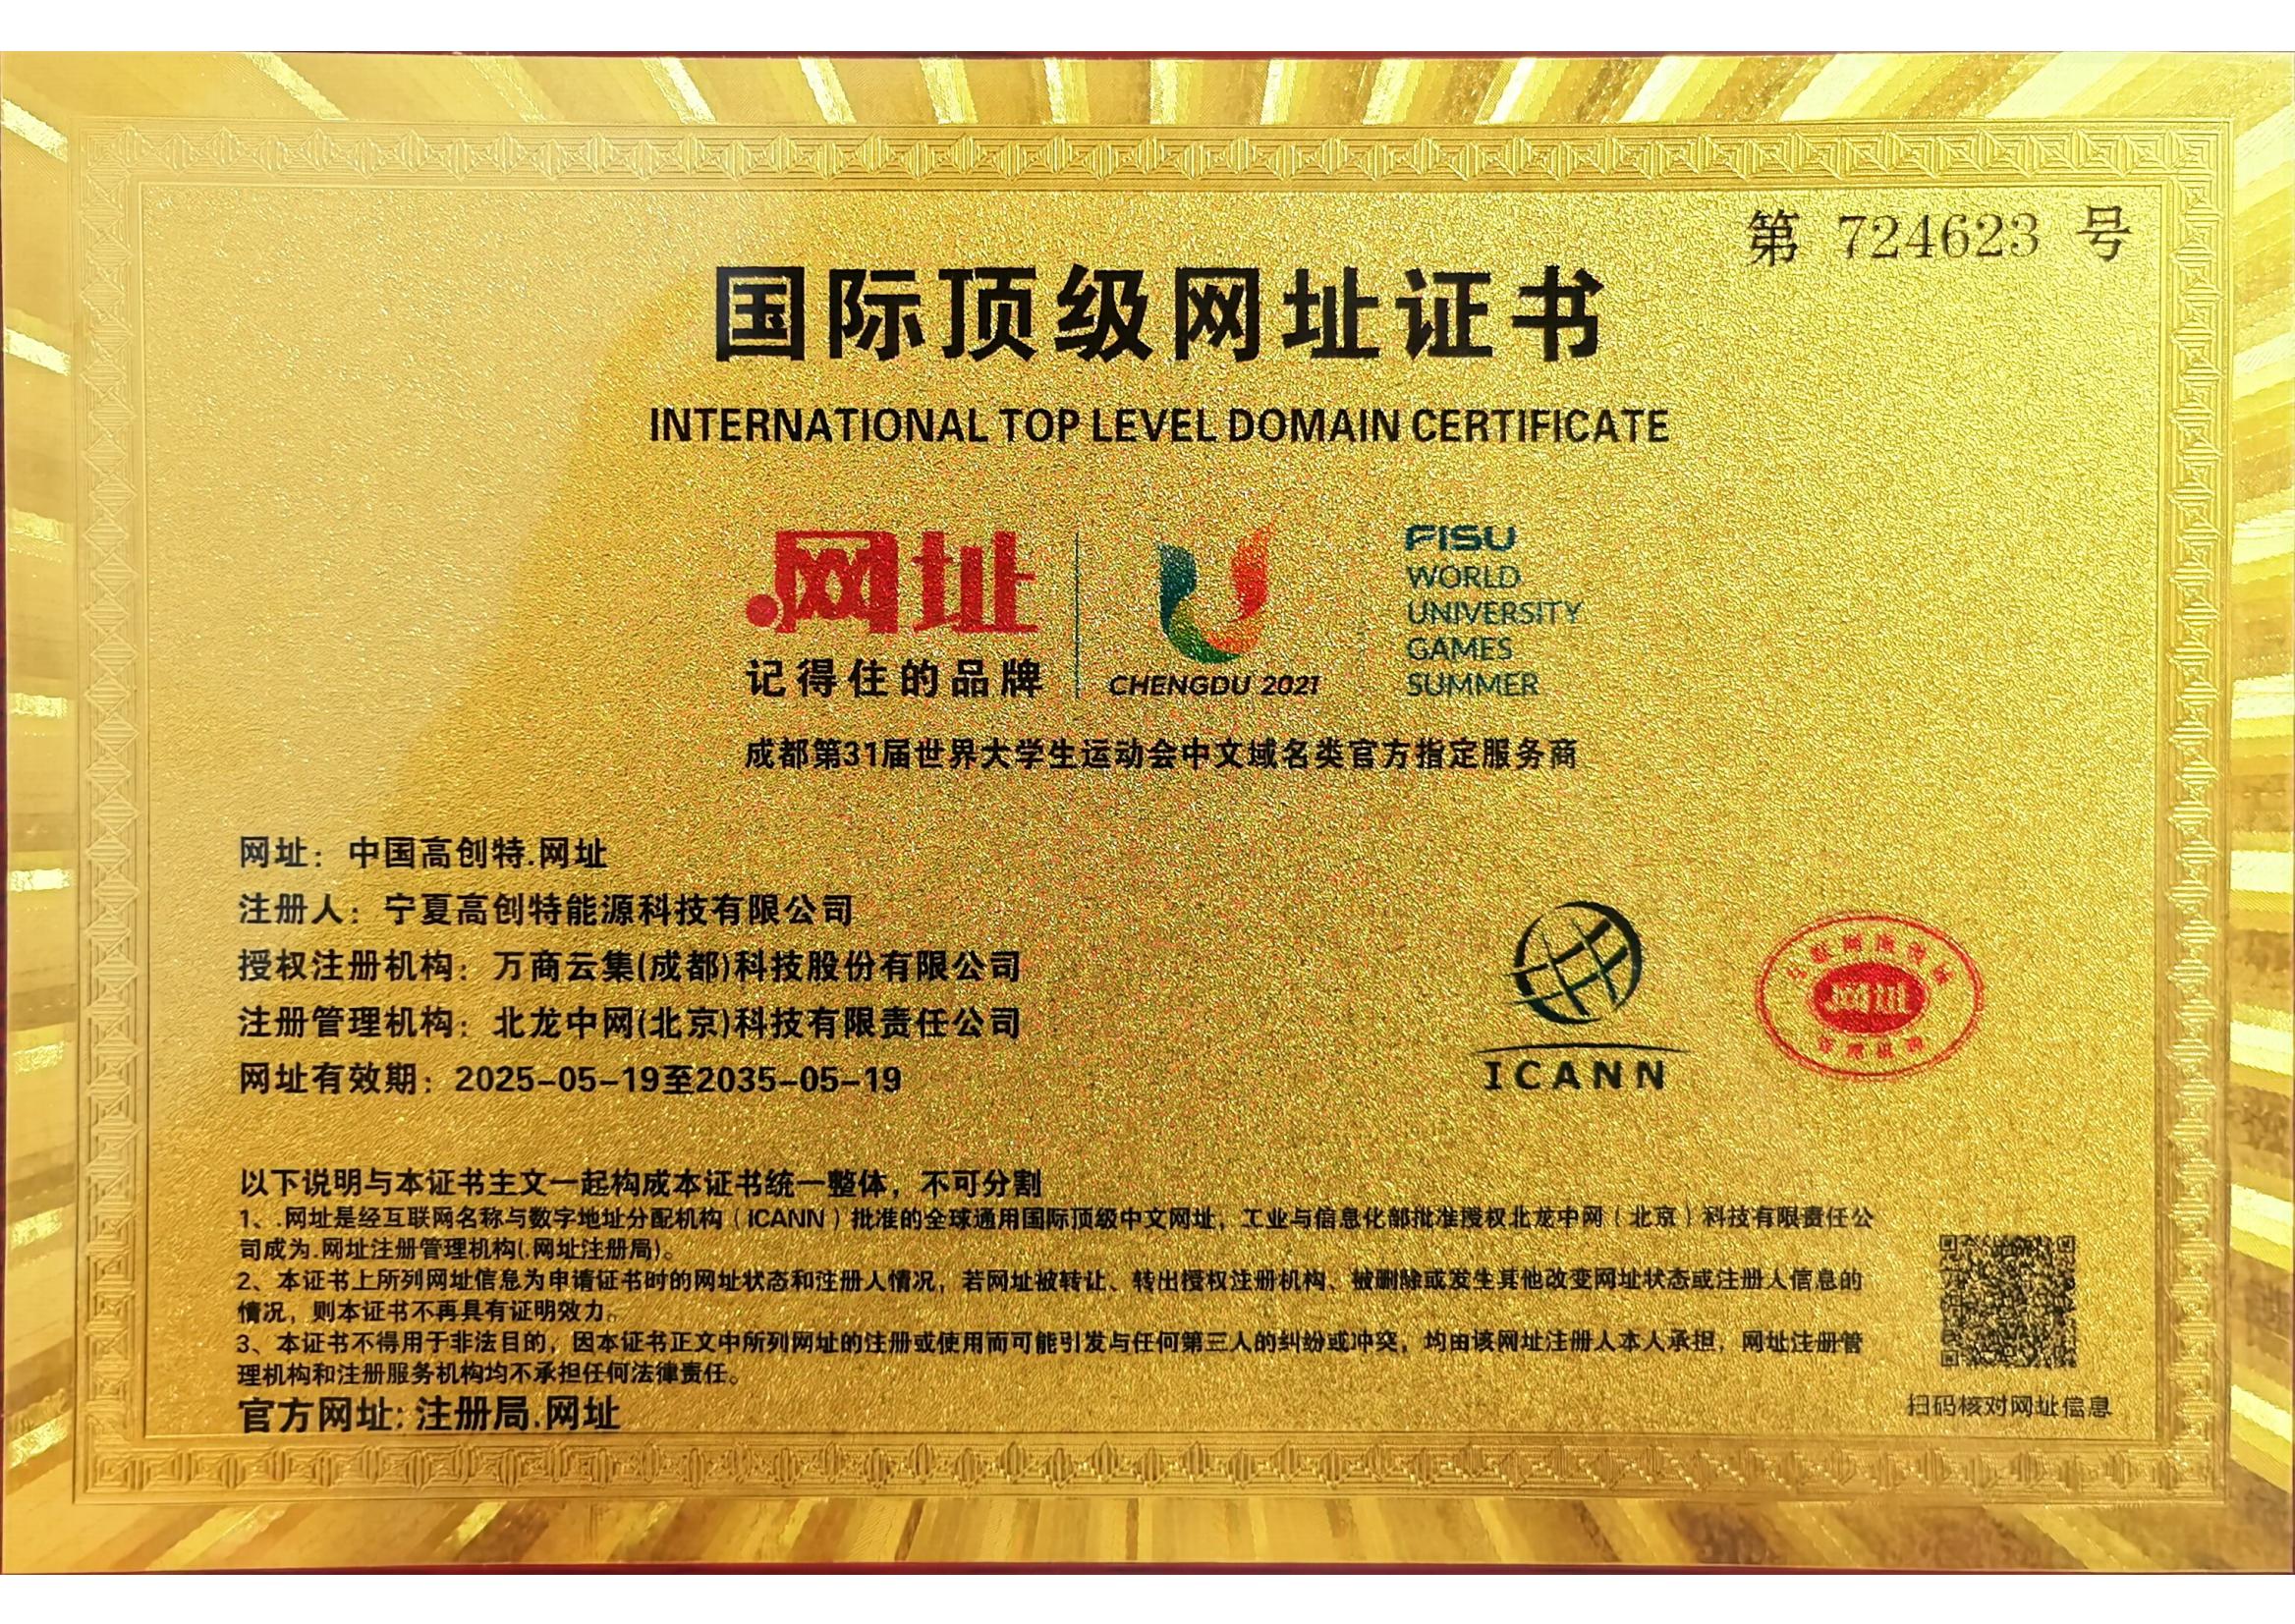 第 724623 号
国际顶级网址证书
INTERNATIONAL TOP LEVEL DOMAIN CERTIFICATE
.网址
记得住的品牌
CHENGDU 2021
FISU
WORLD
UNIVERSITY
GAMES
SUMMER
成都第31届世界大学生运动会中文域名类官方指定服务商
网址：中国高创特.网址
注册人：宁夏高创特能源科技有限公司
授权注册机构：万商云集(成都)科技股份有限公司
注册管理机构：北龙中网(北京)科技有限责任公司
网址有效期：2025-05-19至2035-05-19
ICANN
网址
以下说明与本证书主文一起构成本证书统一整体，不可分割
1、.网址是经互联网名称与数字地址分配机构（ICANN）批准的全球通用国际顶级中文网址，工业与信息化部批准授权北龙中网（北京）科技有限责任公
司成为.网址注册管理机构(.网址注册局)。
2、本证书上所列网址信息为申请证书时的网址状态和注册人情况，若网址被转让、转出授权注册机构、被删除或发生其他改变网址状态或注册人信息的
情况，则本证书不再具有证明效力。
3、本证书不得用于非法目的，因本证书正文中所列网址的注册或使用而可能引发与任何第三人的纠纷或冲突，均由该网址注册人本人承担，网址注册管
理机构和注册服务机构均不承担任何法律责任。
官方网址: 注册局.网址
扫码核对网址信息